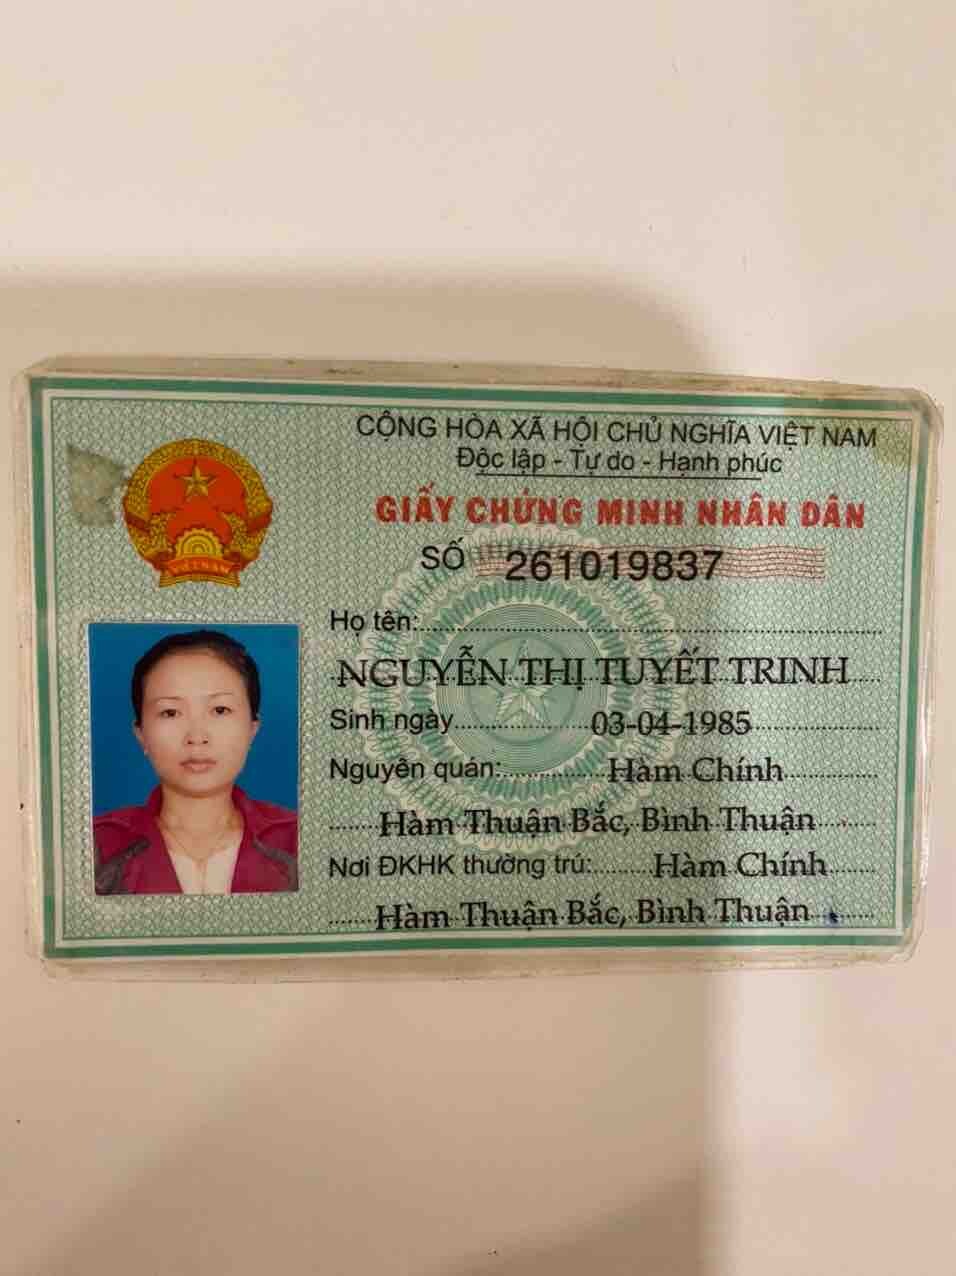 CỘNG HÒA XÃ HỘI CHỦ NGHĨA VIỆT NAM
Độc lập - Tự do - Hạnh phúc
GIẤY CHỨNG MINH NHÂN DÂN
SỐ 261019837
VIỆT NAM
Họ tên:
NGUYỄN THỊ TUYẾT TRINH
Sinh ngày 03-04-1985
Nguyên quán: Hàm Chính
Hàm Thuận Bắc, Bình Thuận
Nơi ĐKHK thường trú: Hàm Chính
Hàm Thuận Bắc, Bình Thuận